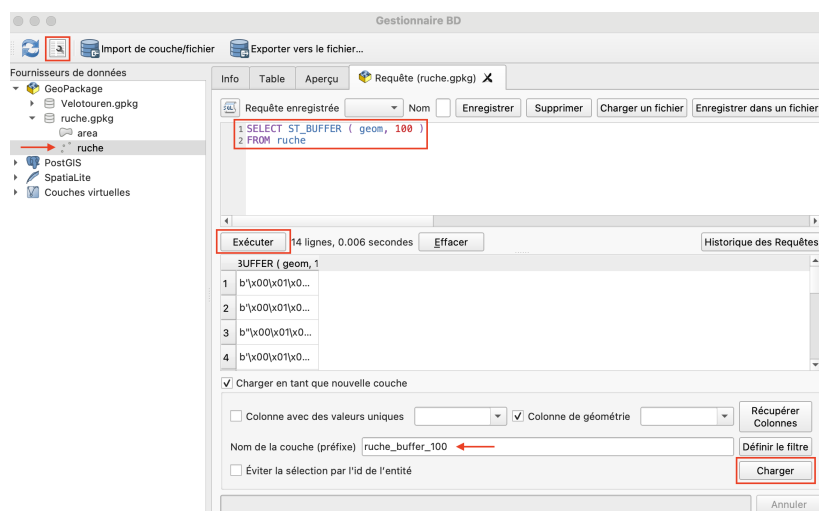 Gestionnaire BD
Import de couche/fichier
Exporter vers le fichier...
Fournisseurs de données
GeoPackage
Velotouren.gpkg
ruche.gpkg
area
ruche
PostGIS
SpatiaLite
Couches virtuelles
Info Table Aperçu Requête (ruche.gpkg) X
SQL Requête enregistrée Nom Enregistrer Supprimer Charger un fichier Enregistrer dans un fichier
1 SELECT ST_BUFFER ( geom, 100 )
2 FROM ruche
Exécuter 14 lignes, 0.006 secondes Effacer Historique des Requêtes
BUFFER ( geom, 1
1 b'\x00\x01\x0...
2 b'\x00\x01\x0...
3 b"\x00\x01\x0...
4 b'\x00\x01\x0...
Charger en tant que nouvelle couche
Colonne avec des valeurs uniques Colonne de géométrie Récupérer Colonnes
Nom de la couche (préfixe) ruche_buffer_100 Définir le filtre
Éviter la sélection par l'id de l'entité Charger
Annuler